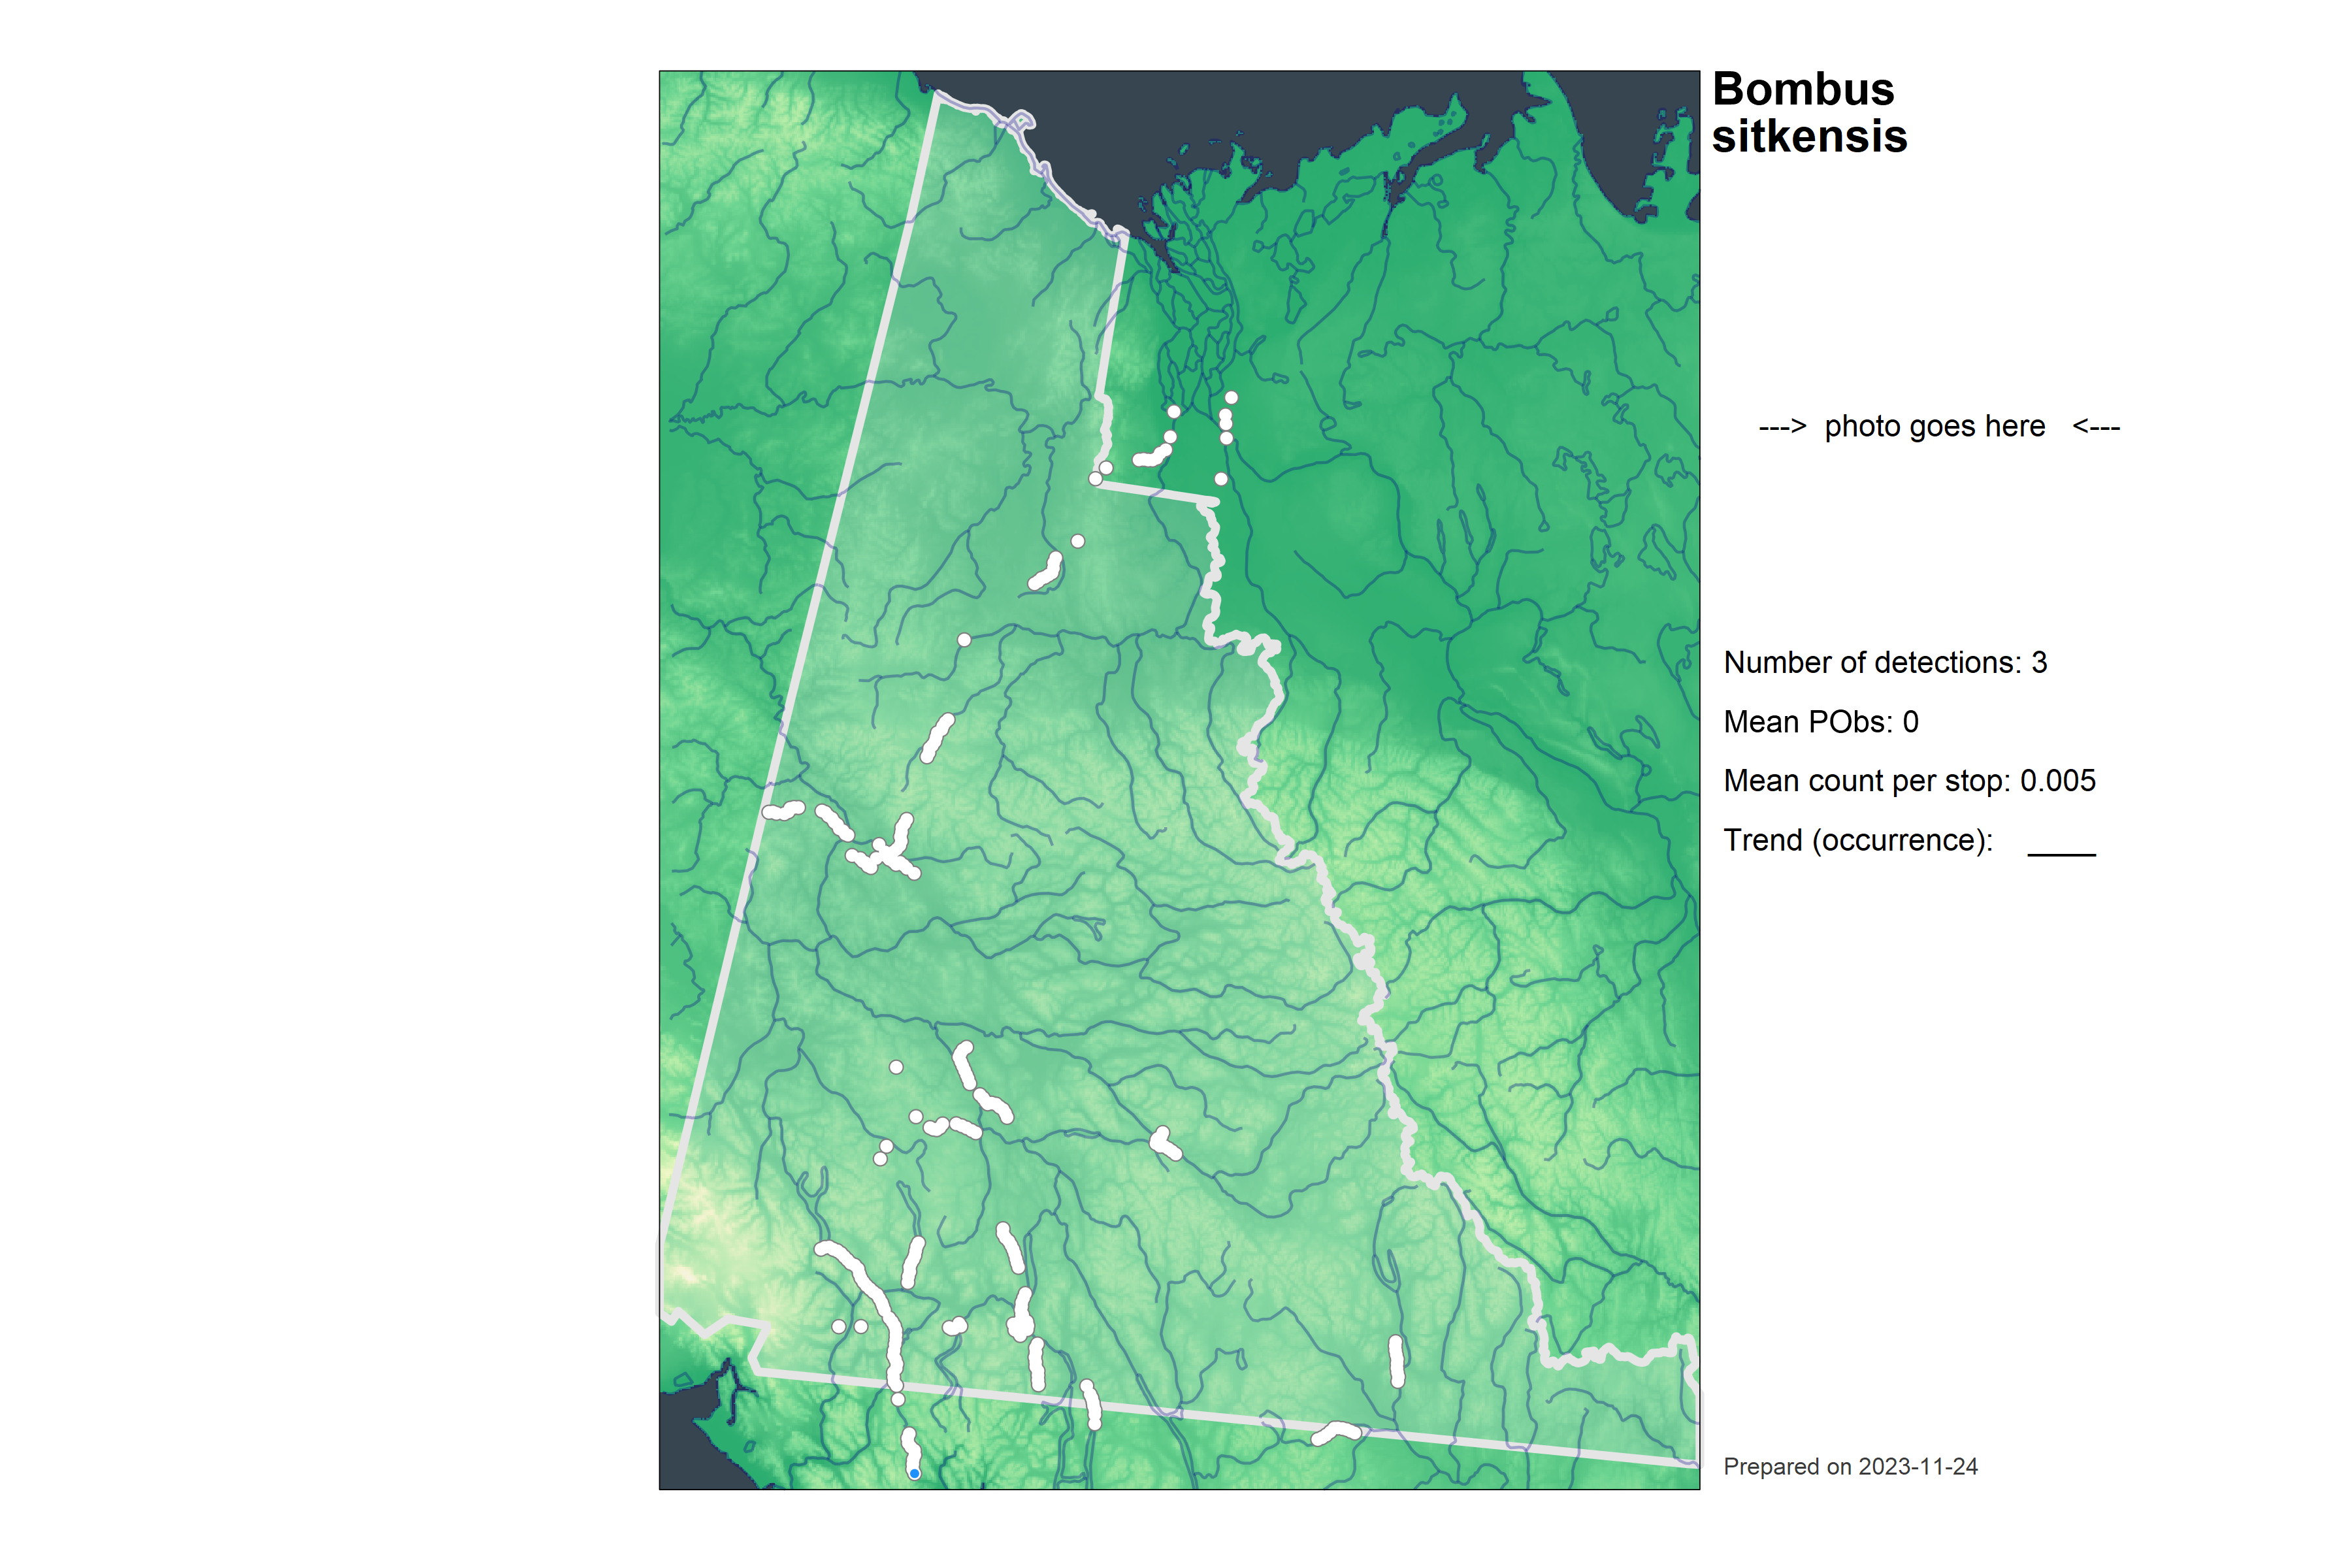 Bombus
sitkensis
---> photo goes here <---
Number of detections: 3
Mean PObs: 0
Mean count per stop: 0.005
Trend (occurrence): ____
Prepared on 2023-11-24